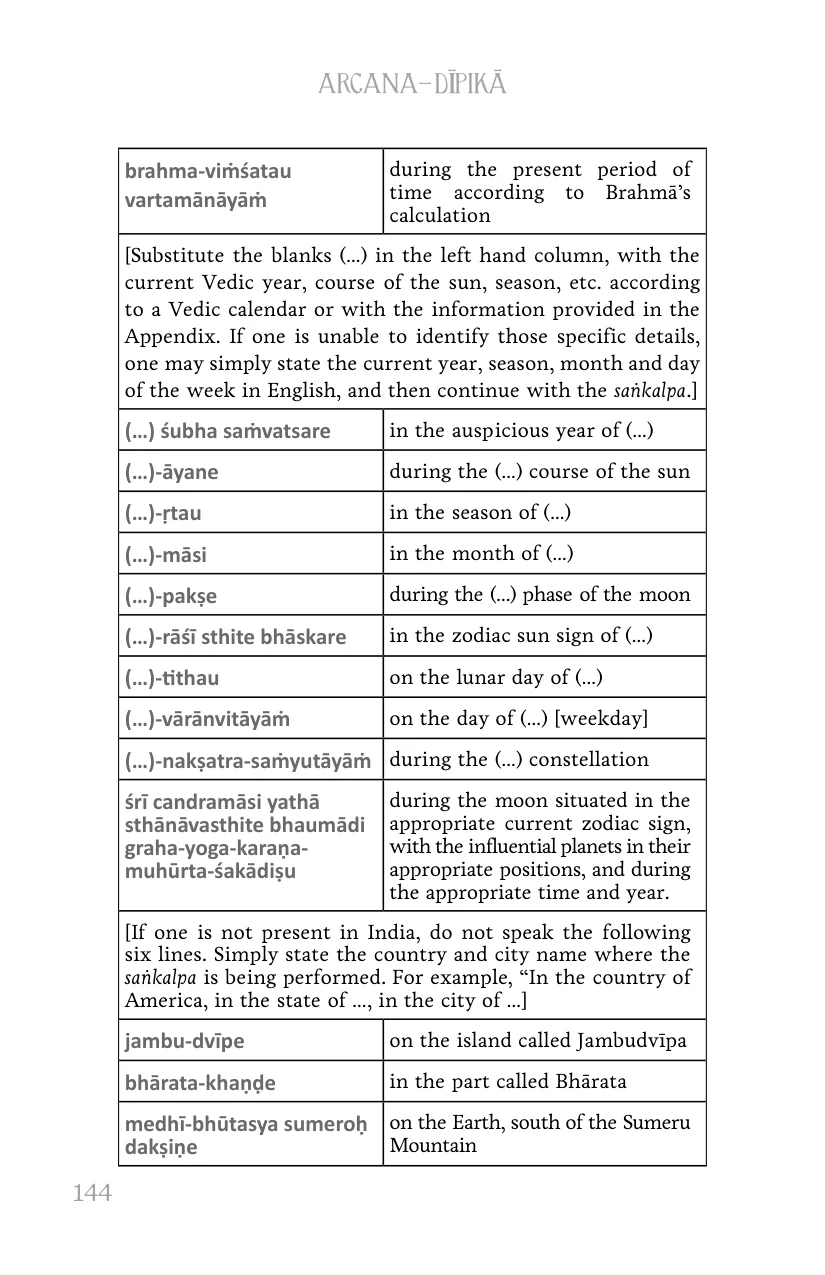 ARCANA–DĪPIKĀ
brahma-viṁśatau
vartamānāyāṁ
during the present period of
time according to Brahmā’s
calculation
[Substitute the blanks (...) in the left hand column, with the
current Vedic year, course of the sun, season, etc. according
to a Vedic calendar or with the information provided in the
Appendix. If one is unable to identify those specific details,
one may simply state the current year, season, month and day
of the week in English, and then continue with the saṅkalpa.]
(...) śubha saṁvatsare
in the auspicious year of (...)
(...)-āyane
during the (...) course of the sun
(...)-ṛtau
in the season of (...)
(...)-māsi
in the month of (...)
(...)-pakṣe
during the (...) phase of the moon
(...)-rāśī sthite bhāskare
in the zodiac sun sign of (...)
(...)-tithau
on the lunar day of (...)
(...)-vārānvitāyāṁ
on the day of (...) [weekday]
(...)-nakṣatra-saṁyutāyāṁ
during the (...) constellation
śrī candramāsi yathā
sthānāvasthite bhaumādi
graha-yoga-karaṇa-
muhūrta-śakādiṣu
during the moon situated in the
appropriate current zodiac sign,
with the influential planets in their
appropriate positions, and during
the appropriate time and year.
[If one is not present in India, do not speak the following
six lines. Simply state the country and city name where the
saṅkalpa is being performed. For example, “In the country of
America, in the state of ..., in the city of ...]
jambu-dvīpe
on the island called Jambudvīpa
bhārata-khaṇḍe
in the part called Bhārata
medhī-bhūtasya sumeroḥ
dakṣiṇe
on the Earth, south of the Sumeru
Mountain
144